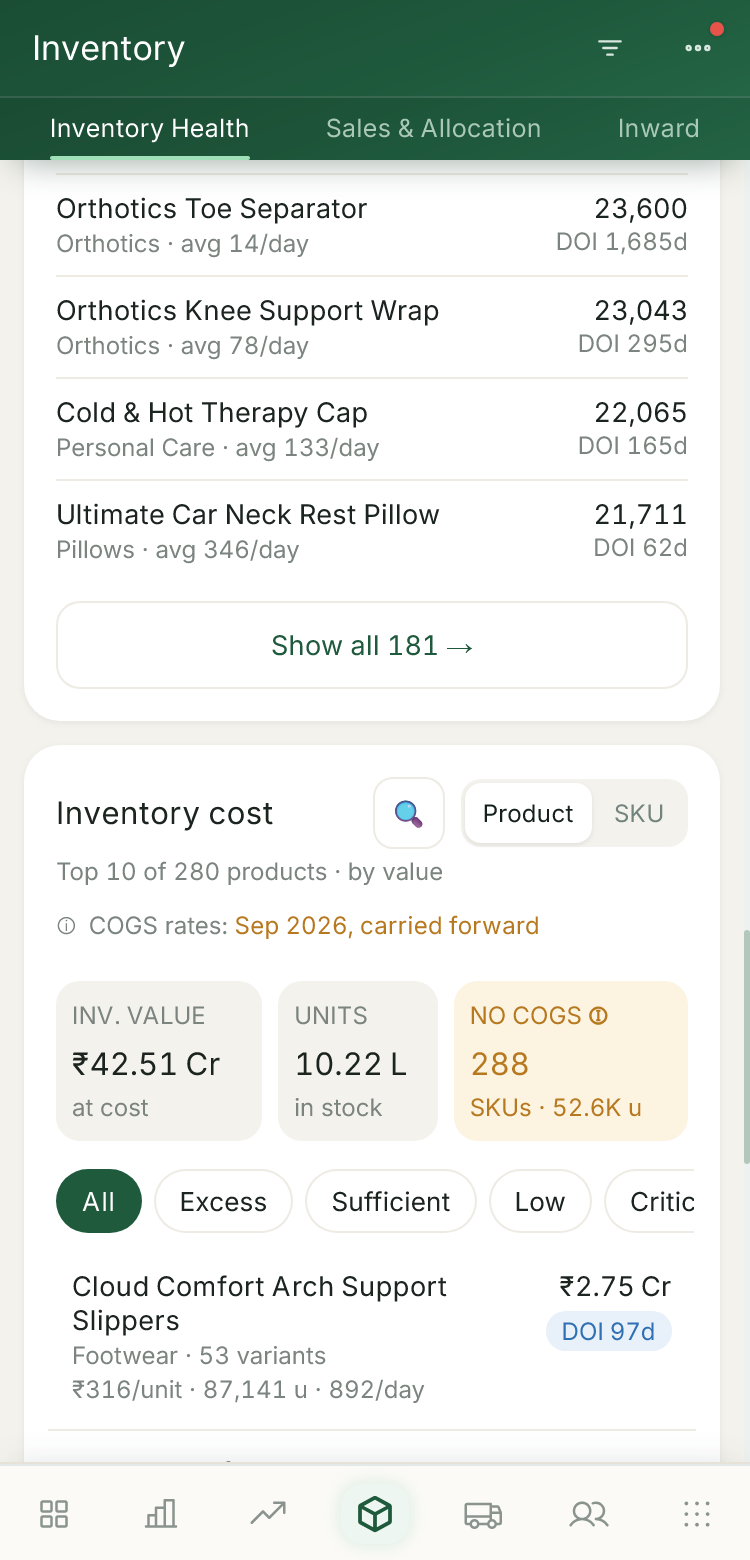 Inventory
Inventory Health
Sales & Allocation
Inward
Orthotics Toe Separator
23,600
Orthotics · avg 14/day
DOI 1,685d
Orthotics Knee Support Wrap
23,043
Orthotics · avg 78/day
DOI 295d
Cold & Hot Therapy Cap
22,065
Personal Care · avg 133/day
DOI 165d
Ultimate Car Neck Rest Pillow
21,711
Pillows · avg 346/day
DOI 62d
Show all 181 →
Inventory cost
Product
SKU
Top 10 of 280 products · by value
ⓘ COGS rates: Sep 2026, carried forward
INV. VALUE
₹42.51 Cr
at cost
UNITS
10.22 L
in stock
NO COGS ⓘ
288
SKUs · 52.6K u
All
Excess
Sufficient
Low
Critic
Cloud Comfort Arch Support
Slippers
₹2.75 Cr
DOI 97d
Footwear · 53 variants
₹316/unit · 87,141 u · 892/day